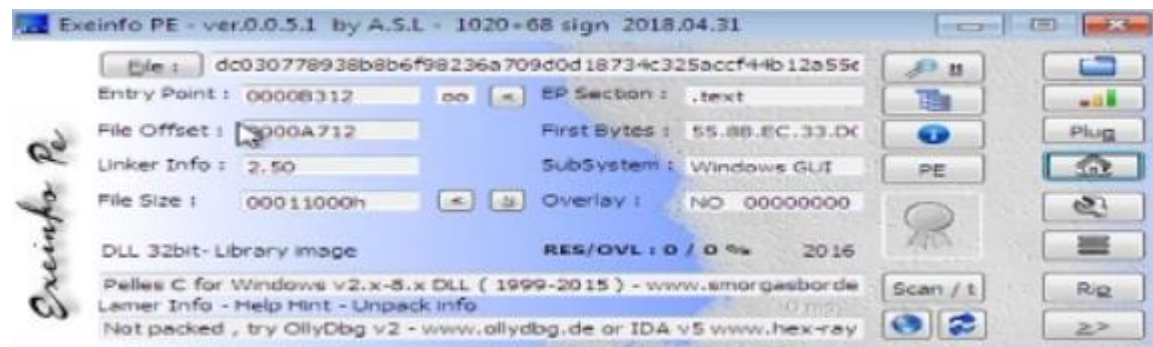 Exeinfo PE - ver.0.0.5.1 by A.S.L - 1020+68 sign 2018.04.31
File : dc030778938b8b6f98236a709d0d18734c325accf44b12a55e
Entry Point : 0000B312 oo < EP Section : .text
File Offset : 0000A712 First Bytes : 55.8B.EC.33.D(
Plug
Linker Info : 2.50 SubSystem : Windows GUI PE
File Size : 00011000h < Overlay : NO 00000000
DLL 32bit- Library image RES/OVL : 0 / 0 % 2016
Exeinfo Pe
Pelles C for Windows v2.x-8.x DLL ( 1999-2015 ) - www.smorgasborde Scan / t Rip
Lamer Info - Help Hint - Unpack info 0 ms
Not packed , try OllyDbg v2 - www.ollydbg.de or IDA v5 www.hex-ray >>